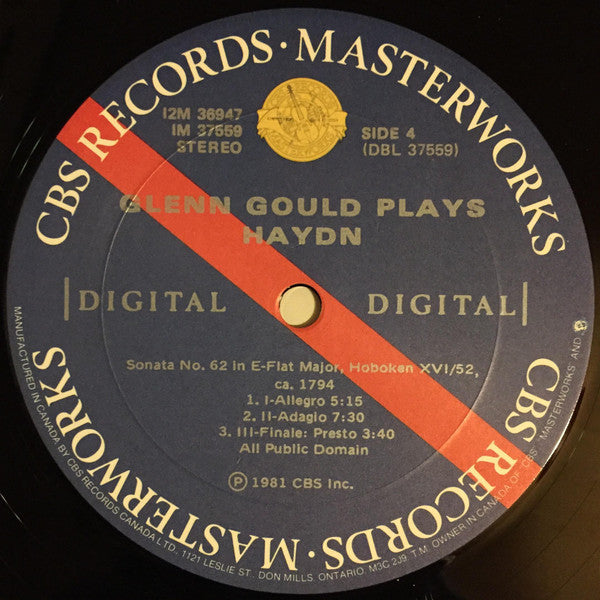 CBS RECORDS · MASTERWORKS
I2M 36947
IM 37559
STEREO
SIDE 4
(DBL 37559)
GLENN GOULD PLAYS
HAYDN
DIGITAL
DIGITAL
Sonata No. 62 in E-Flat Major, Hoboken XVI/52,
ca. 1794
1. I-Allegro 5:15
2. II-Adagio 7:30
3. III-Finale: Presto 3:40
All Public Domain
℗ 1981 CBS Inc.
CBS RECORDS · MASTERWORKS
MANUFACTURED IN CANADA BY CBS RECORDS CANADA LTD., 1121 LESLIE ST., DON MILLS, ONTARIO. M3C 2J9. T.M. OWNER IN CANADA OF "CBS", "MASTERWORKS" AND